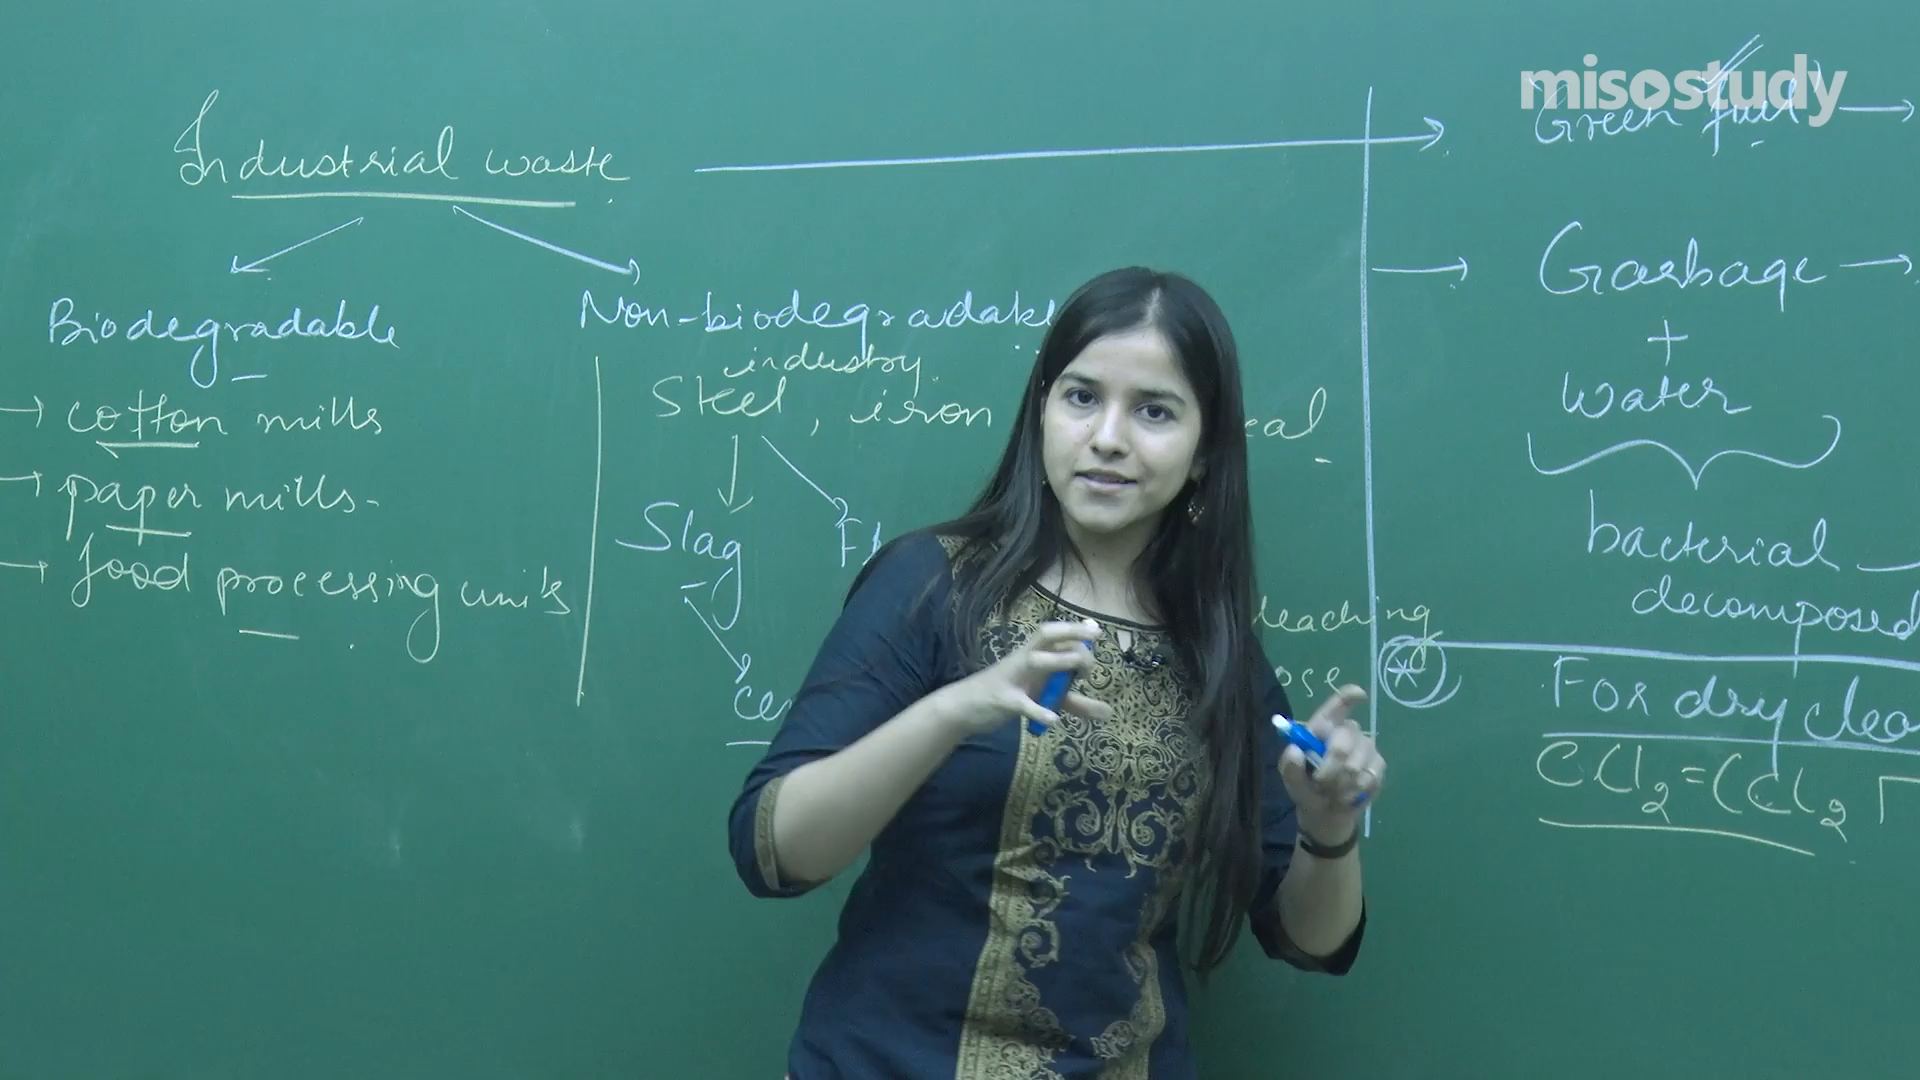 misostudy
Industrial waste
Green fuel
Biodegradable
Non-biodegradable
industry
→ cotton mills
→ paper mills-
→ food processing units
Steel, iron
Slag
leaching
→ Garbage →
+
water
bacterial
decomposed
For dry
CCl2=CCl2